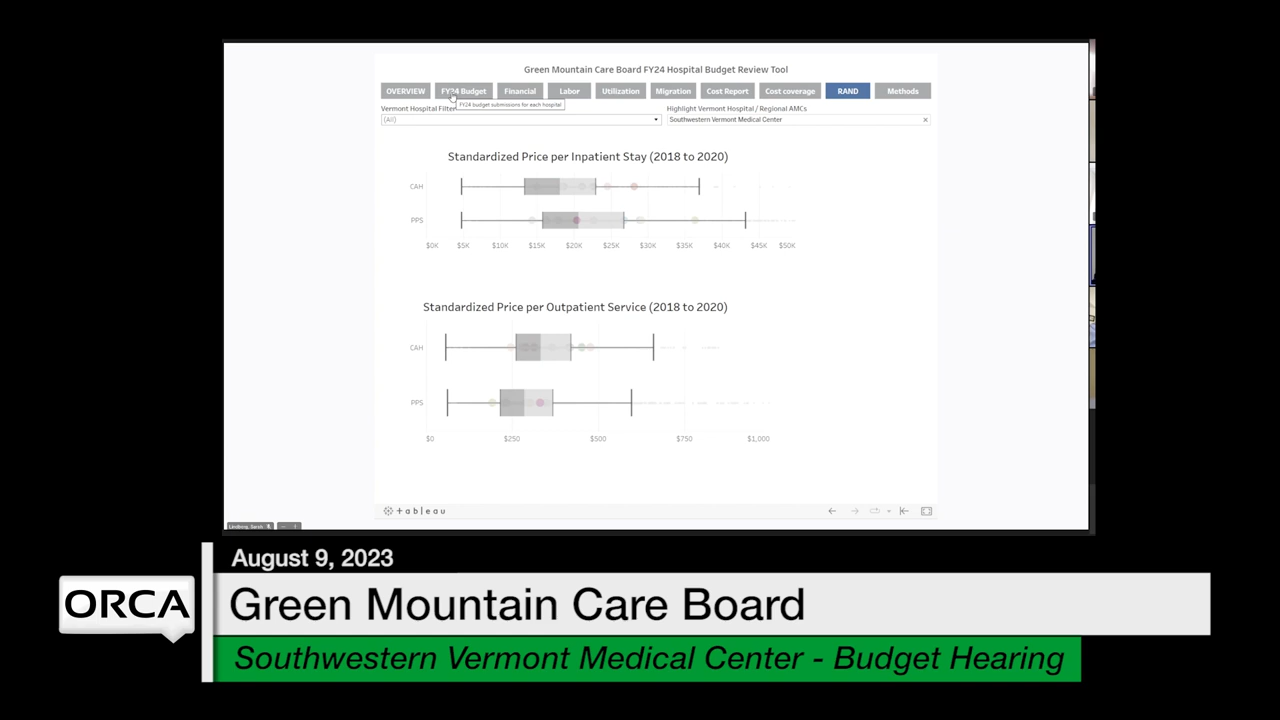 Green Mountain Care Board FY24 Hospital Budget Review Tool
OVERVIEW FY24 Budget Financial Labor Utilization Migration Cost Report Cost coverage RAND Methods
FY24 budget submissions for each hospital
Vermont Hospital Filter Highlight Vermont Hospital / Regional AMCs
(All) Southwestern Vermont Medical Center
Standardized Price per Inpatient Stay (2018 to 2020)
CAH
PPS
$0K $5K $10K $15K $20K $25K $30K $35K $40K $45K $50K
Standardized Price per Outpatient Service (2018 to 2020)
CAH
PPS
$0 $250 $500 $750 $1,000
+ableau
Lindberg, Sarah
August 9, 2023
ORCA
Green Mountain Care Board
Southwestern Vermont Medical Center - Budget Hearing